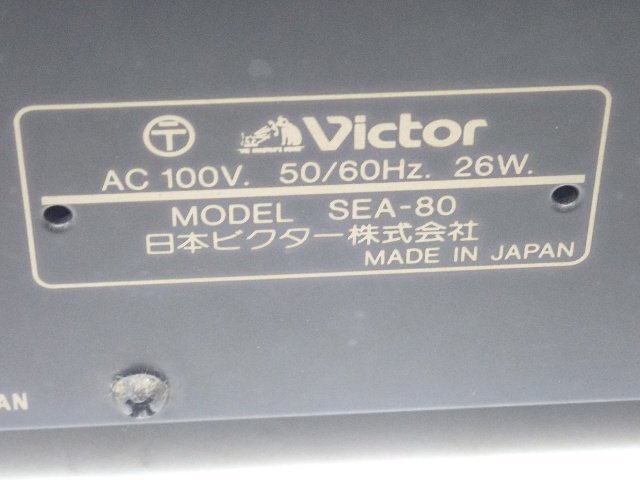 Victor
AC 100V. 50/60Hz. 26W.
MODEL SEA-80
日本ビクター株式会社
MADE IN JAPAN
AN